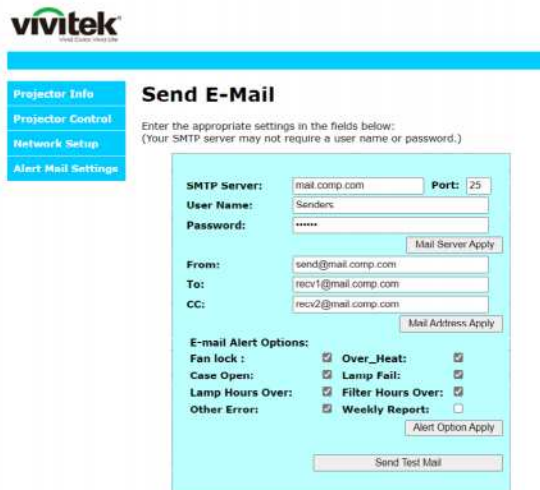 vivitek
Vivid Color, Vivid Life
Projector Info
Projector Control
Network Setup
Alert Mail Settings
Send E-Mail
Enter the appropriate settings in the fields below:
(Your SMTP server may not require a user name or password.)
SMTP Server: mail.comp.com Port: 25
User Name: Senders
Password: ••••••
Mail Server Apply
From: send@mail.comp.com
To: recv1@mail.comp.com
CC: recv2@mail.comp.com
Mail Address Apply
E-mail Alert Options:
Fan lock : Over_Heat:
Case Open: Lamp Fail:
Lamp Hours Over: Filter Hours Over:
Other Error: Weekly Report:
Alert Option Apply
Send Test Mail